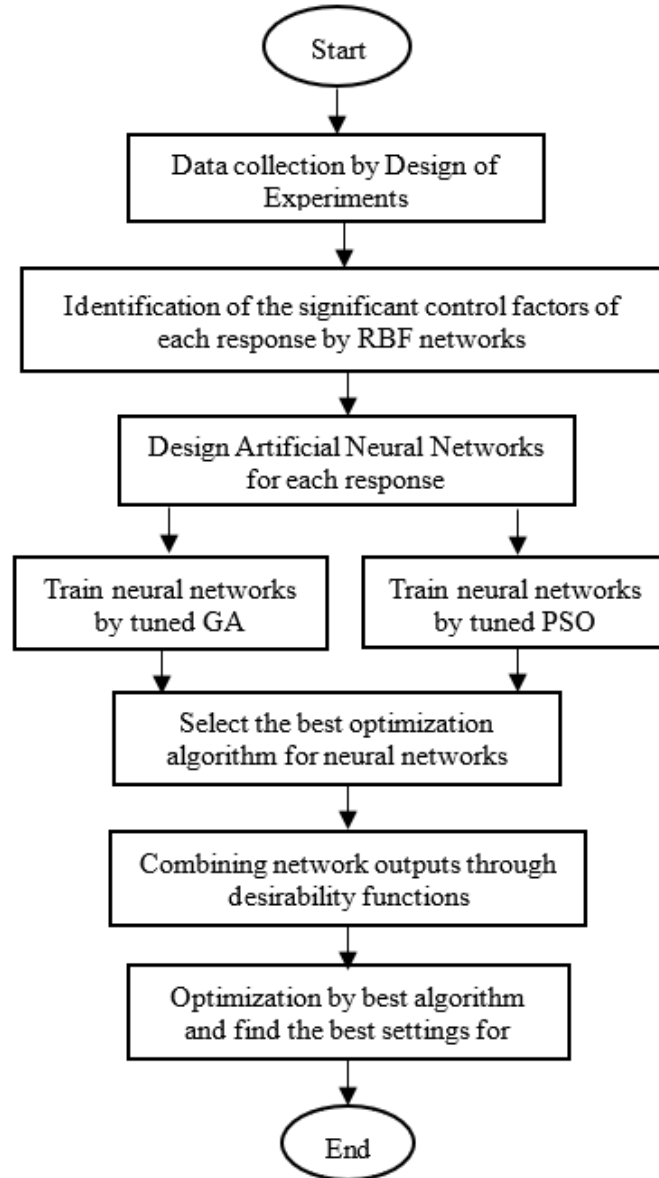 Start
Data collection by Design of
Experiments
Identification of the significant control factors of
each response by RBF networks
Design Artificial Neural Networks
for each response
Train neural networks
by tuned GA
Train neural networks
by tuned PSO
Select the best optimization
algorithm for neural networks
Combining network outputs through
desirability functions
Optimization by best algorithm
and find the best settings for
End